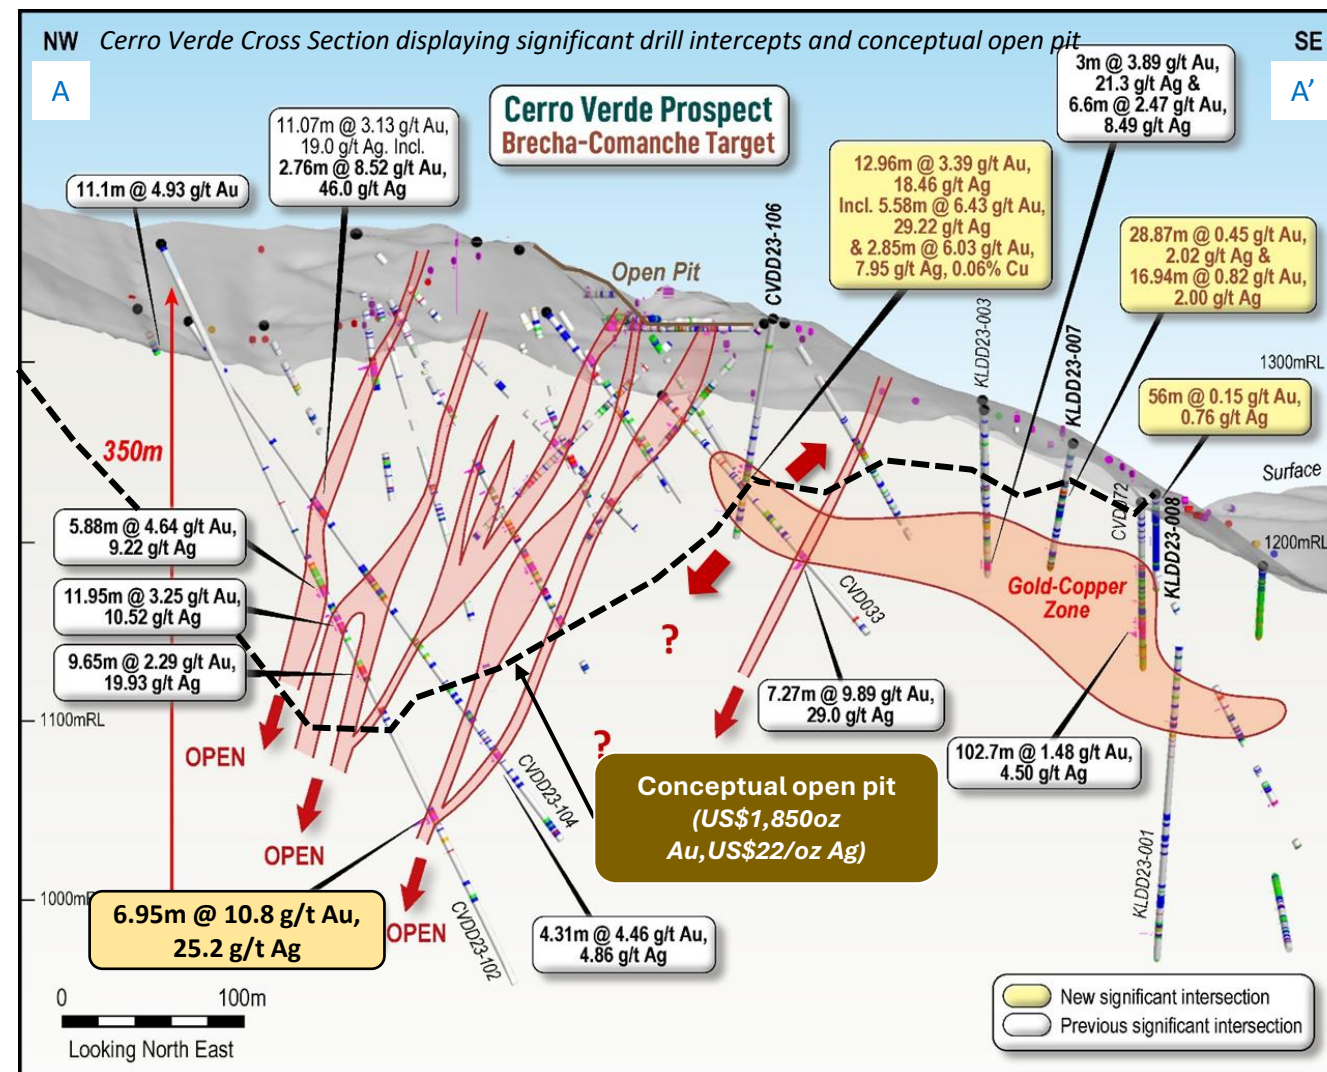 NW
Cerro Verde Cross Section displaying significant drill intercepts and conceptual open pit
SE
A
A'
Cerro Verde Prospect
Brecha-Comanche Target
3m @ 3.89 g/t Au,
21.3 g/t Ag &
6.6m @ 2.47 g/t Au,
8.49 g/t Ag
11.07m @ 3.13 g/t Au,
19.0 g/t Ag. Incl.
2.76m @ 8.52 g/t Au,
46.0 g/t Ag
11.1m @ 4.93 g/t Au
12.96m @ 3.39 g/t Au,
18.46 g/t Ag
Incl. 5.58m @ 6.43 g/t Au,
29.22 g/t Ag
& 2.85m @ 6.03 g/t Au,
7.95 g/t Ag, 0.06% Cu
28.87m @ 0.45 g/t Au,
2.02 g/t Ag &
16.94m @ 0.82 g/t Au,
2.00 g/t Ag
Open Pit
CVDD23-106
KLDD23-003
KLDD23-007
1300mRL
56m @ 0.15 g/t Au,
0.76 g/t Ag
350m
Surface
CVD072
KLDD23-008
1200mRL
5.88m @ 4.64 g/t Au,
9.22 g/t Ag
11.95m @ 3.25 g/t Au,
10.52 g/t Ag
9.65m @ 2.29 g/t Au,
19.93 g/t Ag
Gold-Copper
Zone
CVD033
?
7.27m @ 9.89 g/t Au,
29.0 g/t Ag
1100mRL
OPEN
?
102.7m @ 1.48 g/t Au,
4.50 g/t Ag
Conceptual open pit
(US$1,850oz
Au,US$22/oz Ag)
CVDD23-104
OPEN
KLDD23-001
1000mR
6.95m @ 10.8 g/t Au,
25.2 g/t Ag
OPEN
CVDD23-102
4.31m @ 4.46 g/t Au,
4.86 g/t Ag
0 100m
Looking North East
New significant intersection
Previous significant intersection